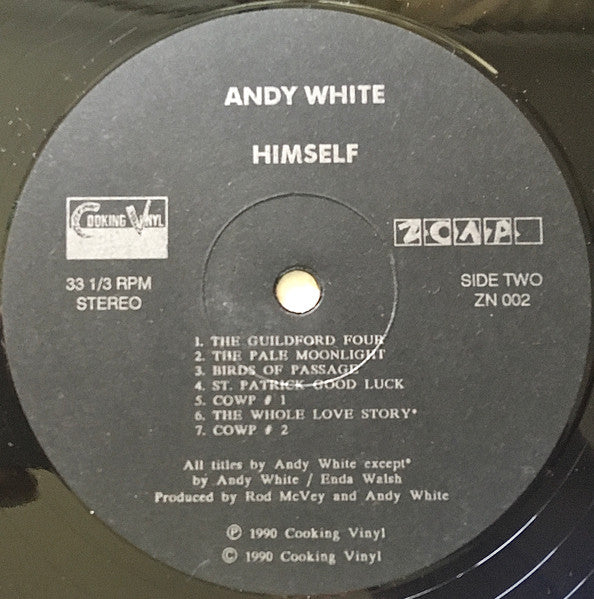 ANDY WHITE
HIMSELF
COOKING VINYL
33 1/3 RPM
STEREO
SIDE TWO
ZN 002
1. THE GUILDFORD FOUR
2. THE PALE MOONLIGHT
3. BIRDS OF PASSAGE
4. ST. PATRICK GOOD LUCK
5. COWP # 1
6. THE WHOLE LOVE STORY*
7. COWP # 2
All titles by Andy White except*
by Andy White / Enda Walsh
Produced by Rod McVey and Andy White
℗ 1990 Cooking Vinyl
© 1990 Cooking Vinyl